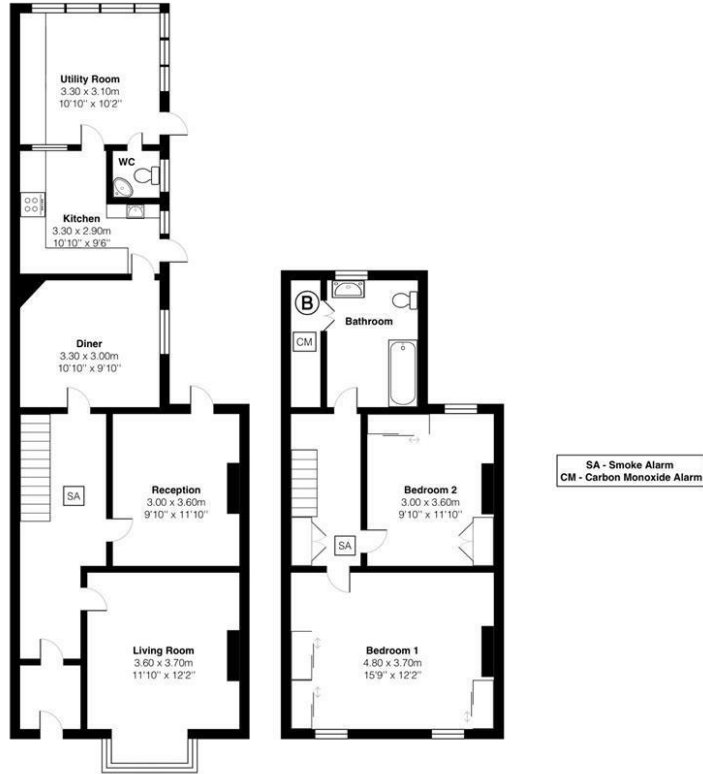 Utility Room
3.30 x 3.10m
10'10'' x 10'2''
WC
Kitchen
3.30 x 2.90m
10'10'' x 9'6''
Diner
3.30 x 3.00m
10'10'' x 9'10''
SA
Reception
3.00 x 3.60m
9'10'' x 11'10''
Living Room
3.60 x 3.70m
11'10'' x 12'2''
B
CM
Bathroom
Bedroom 2
3.00 x 3.60m
9'10'' x 11'10''
SA
Bedroom 1
4.80 x 3.70m
15'9'' x 12'2''
SA - Smoke Alarm
CM - Carbon Monoxide Alarm